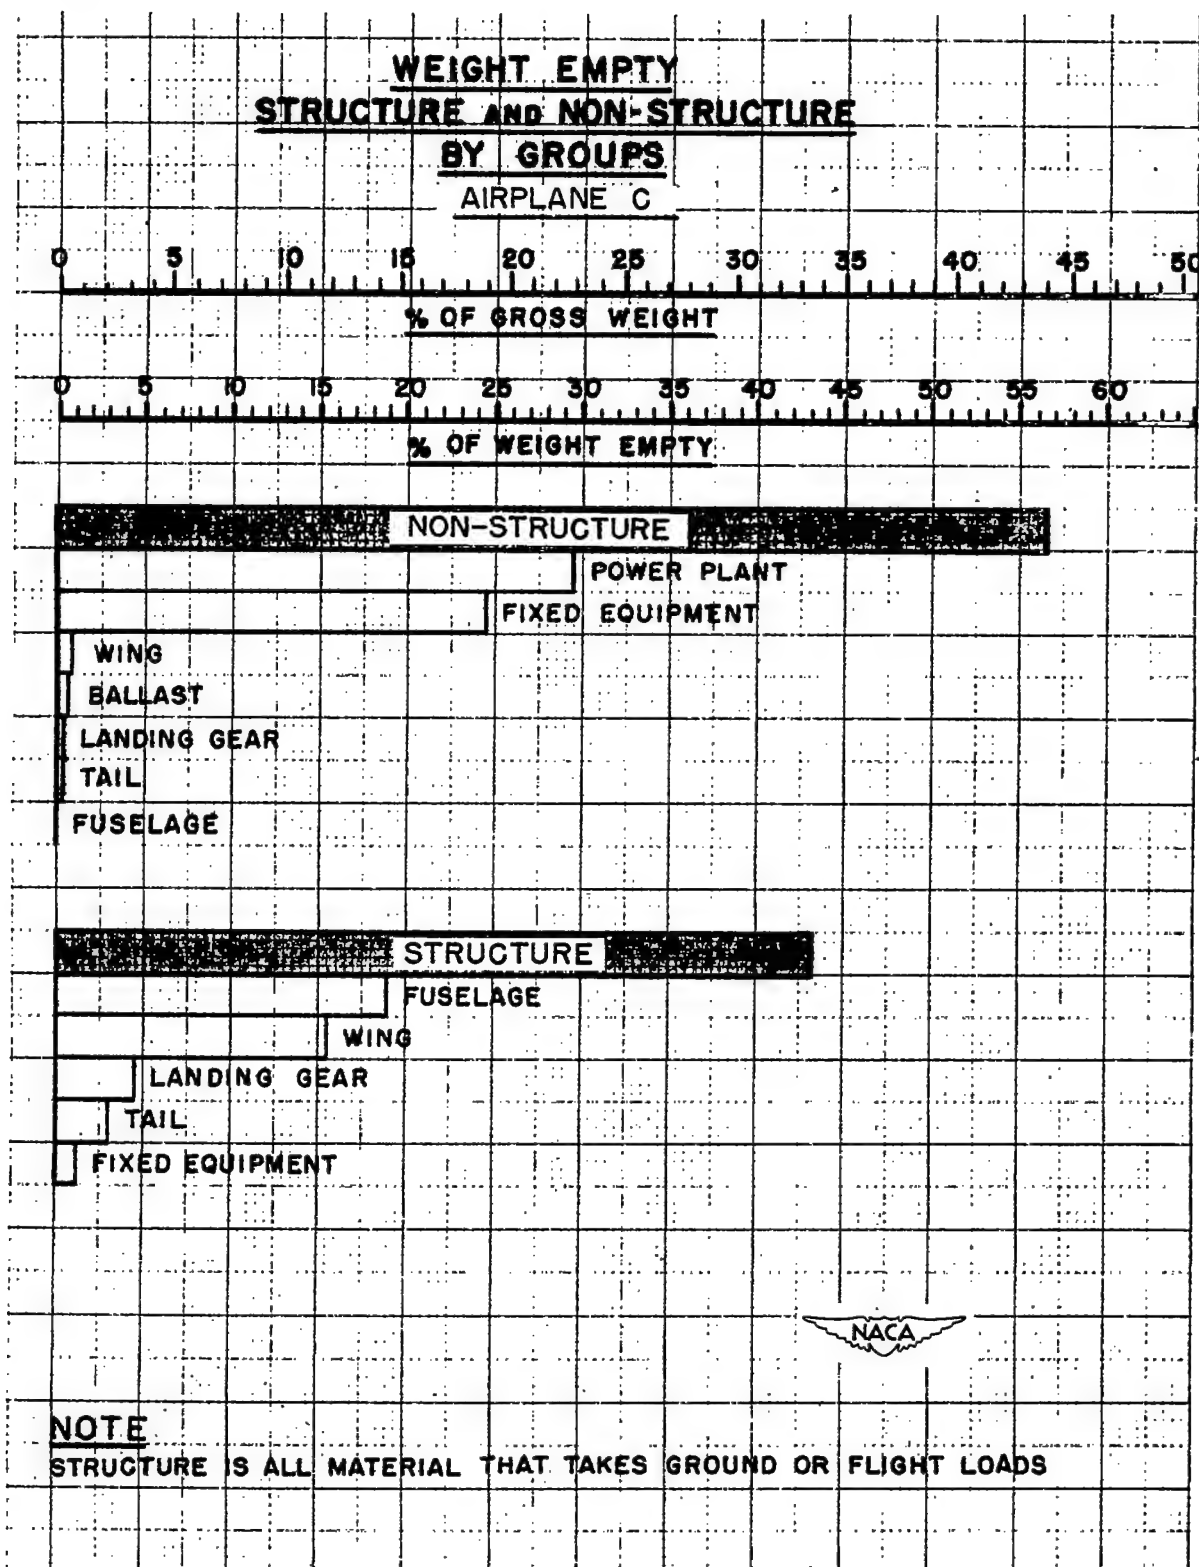 WEIGHT EMPTY
STRUCTURE AND NON-STRUCTURE
BY GROUPS
AIRPLANE C
0 5 10 15 20 25 30 35 40 45 50
% OF GROSS WEIGHT
0 5 10 15 20 25 30 35 40 45 50 55 60
% OF WEIGHT EMPTY
NON-STRUCTURE
POWER PLANT
FIXED EQUIPMENT
WING
BALLAST
LANDING GEAR
TAIL
FUSELAGE
STRUCTURE
FUSELAGE
WING
LANDING GEAR
TAIL
FIXED EQUIPMENT
NACA
NOTE
STRUCTURE IS ALL MATERIAL THAT TAKES GROUND OR FLIGHT LOADS